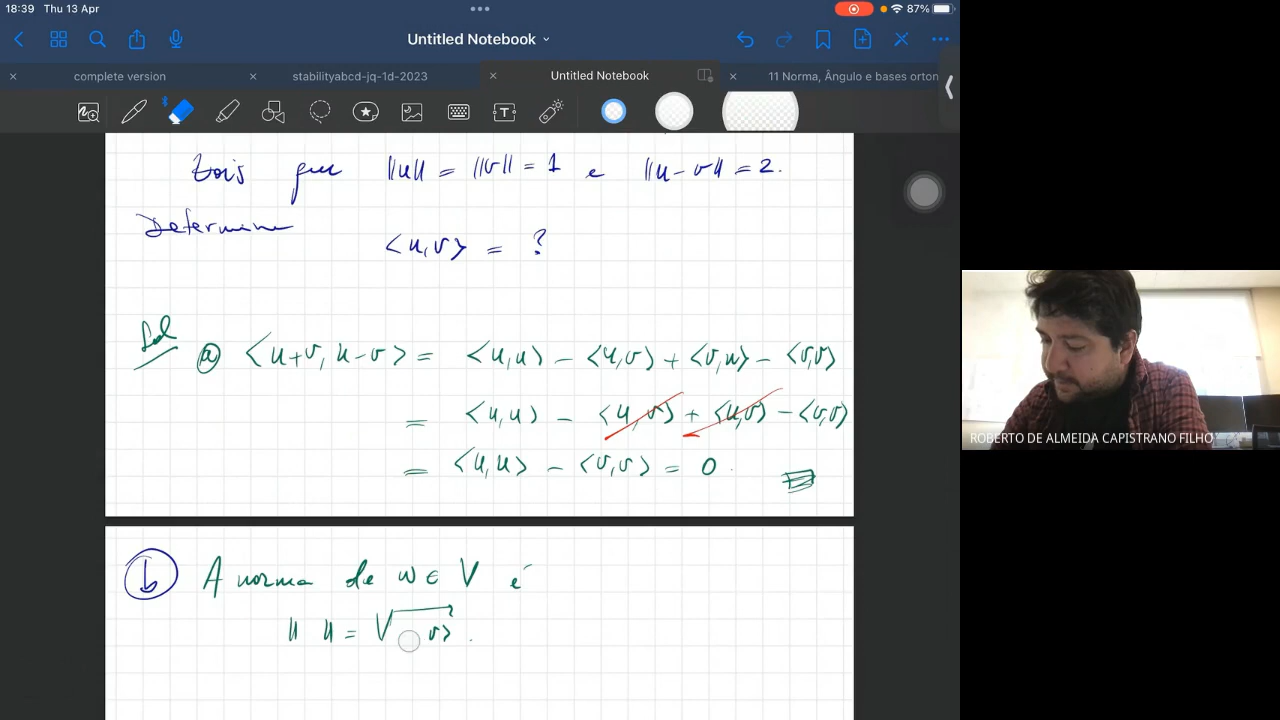 18:39 Thu 13 Apr
87%
Untitled Notebook
complete version
stabilityabcd-jq-1d-2023
Untitled Notebook
11 Norma, Ângulo e bases orton
tais que ||u|| = ||v|| = 1 e ||u - v|| = 2.
Determine
<u,v> = ?
Sol
a <u+v, u-v> = <u,u> - <u,v> + <v,u> - <v,v>
= <u,u> - <u,v> + <u,v> - <v,v>
= <u,u> - <v,v> = 0.
b A norma de w ∈ V é
|| || = √ v>.
ROBERTO DE ALMEIDA CAPISTRANO FILHO